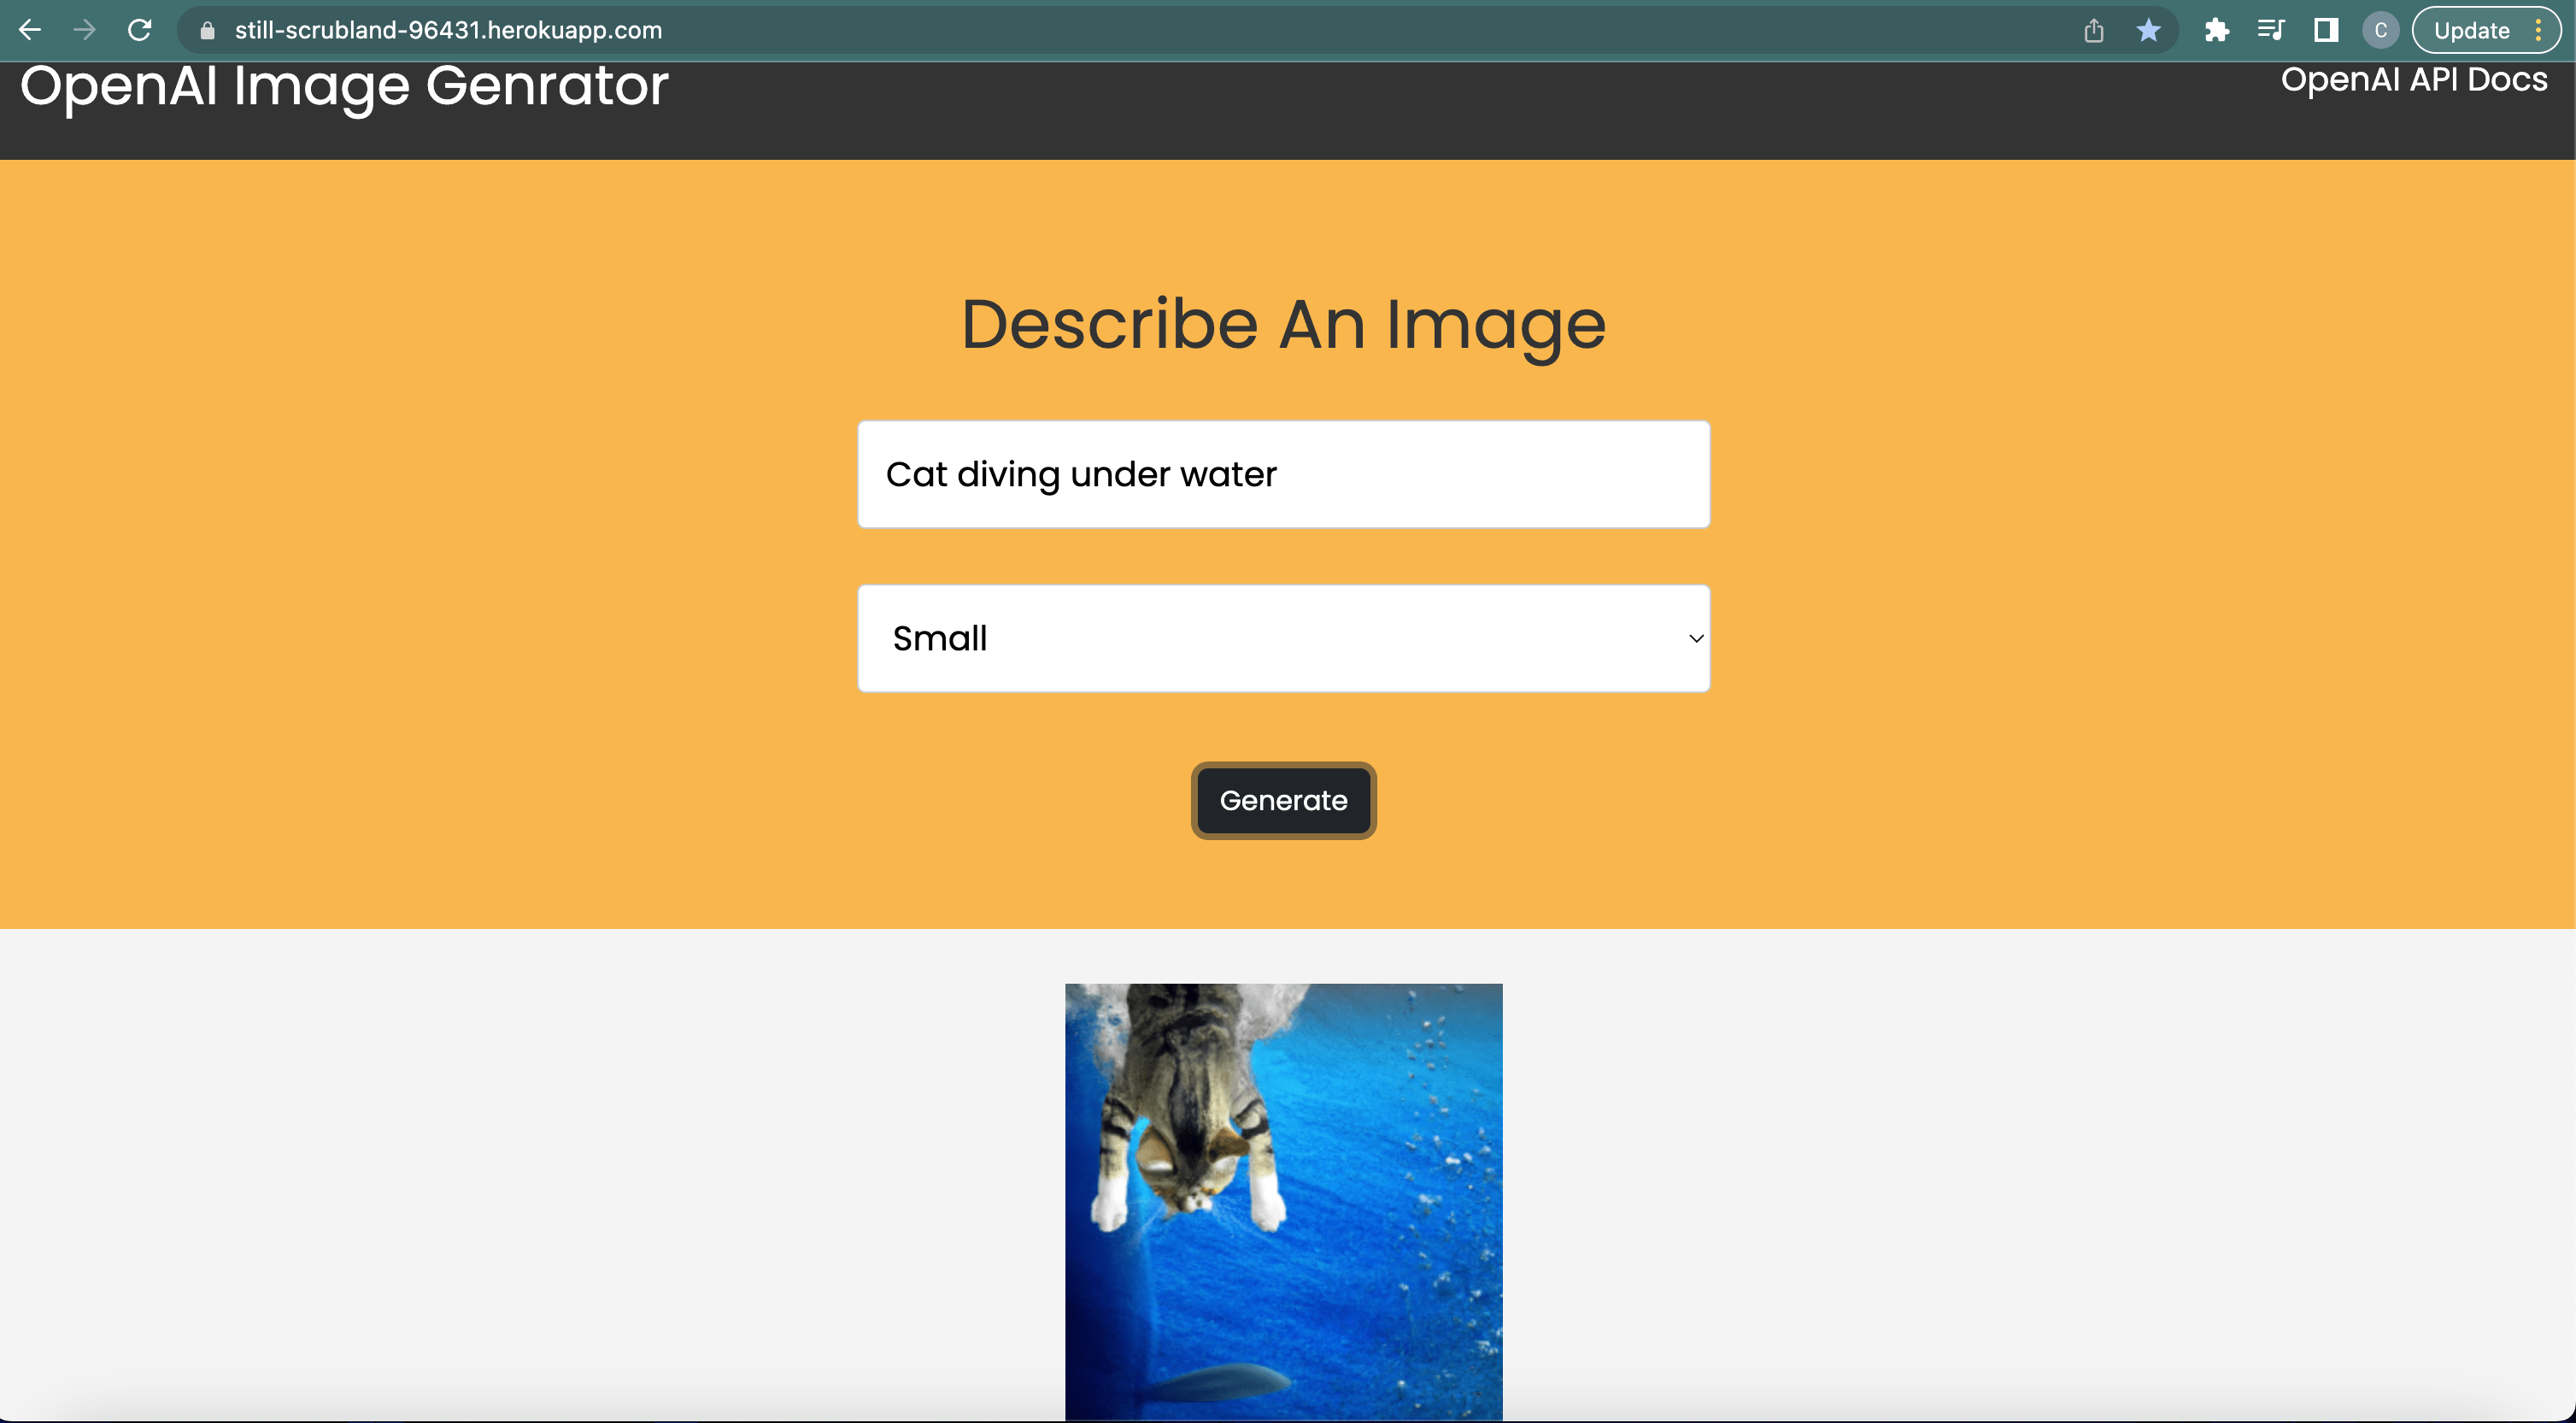 still-scrubland-96431.herokuapp.com
C
Update
OpenAI Image Genrator
OpenAI API Docs
Describe An Image
Cat diving under water
Small
Generate